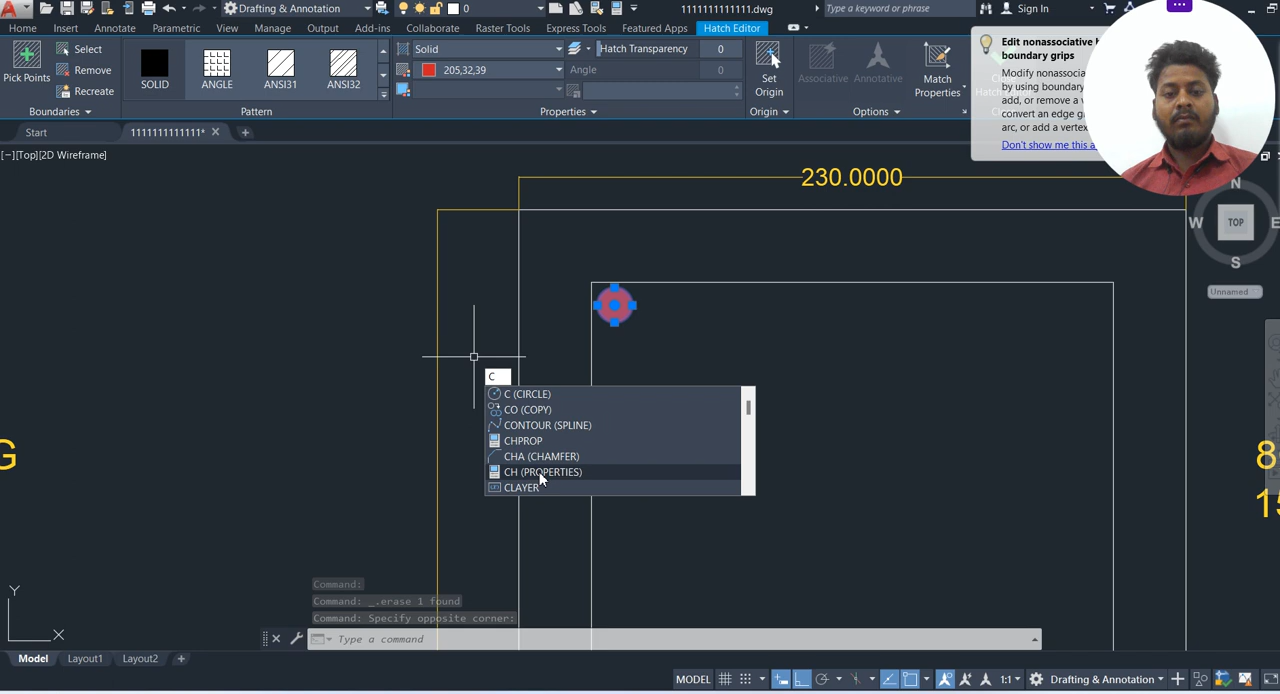 Drafting & Annotation
0
1111111111111.dwg
Type a keyword or phrase
Sign In
Home Insert Annotate Parametric View Manage Output Add-ins Collaborate Raster Tools Express Tools Featured Apps Hatch Editor
Pick Points
Select
Remove
Recreate
Boundaries
SOLID
ANGLE
ANSI31
ANSI32
Pattern
Solid
205,32,39
Hatch Transparency 0
Angle 0
Properties
Set
Origin
Origin
Associative
Annotative
Match
Properties
Options
Edit nonassociative
boundary grips
Modify nonassocia
by using boundary
add, or remove a v
convert an edge g
arc, or add a vertex
Don't show me this a
Start
1111111111111*
[−][Top][2D Wireframe]
230.0000
N
W
TOP
E
S
Unnamed
C
C (CIRCLE)
CO (COPY)
CONTOUR (SPLINE)
CHPROP
CHA (CHAMFER)
CH (PROPERTIES)
CLAYER
G
8
15
Command:
Command: _.erase 1 found
Command: Specify opposite corner:
Type a command
Y
X
Model Layout1 Layout2 +
MODEL 1:1 Drafting & Annotation